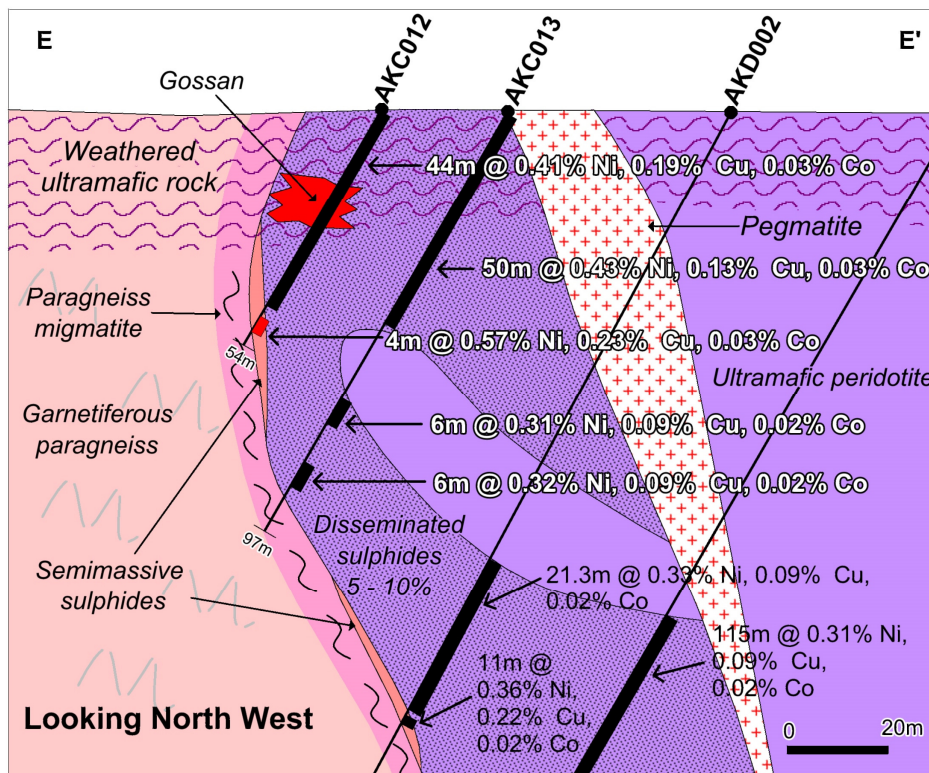 E
E'
AKC012
AKC013
AKD002
Gossan
Weathered
ultramafic rock
44m @ 0.41% Ni, 0.19% Cu, 0.03% Co
Pegmatite
50m @ 0.43% Ni, 0.13% Cu, 0.03% Co
Paragneiss
migmatite
4m @ 0.57% Ni, 0.23% Cu, 0.03% Co
54m
Ultramafic peridotite
Garnetiferous
paragneiss
6m @ 0.31% Ni, 0.09% Cu, 0.02% Co
6m @ 0.32% Ni, 0.09% Cu, 0.02% Co
97m
Disseminated
sulphides
5 - 10%
Semimassive
sulphides
21.3m @ 0.33% Ni, 0.09% Cu,
0.02% Co
115m @ 0.31% Ni,
0.09% Cu,
0.02% Co
11m @
0.36% Ni,
0.22% Cu,
0.02% Co
Looking North West
0 20m